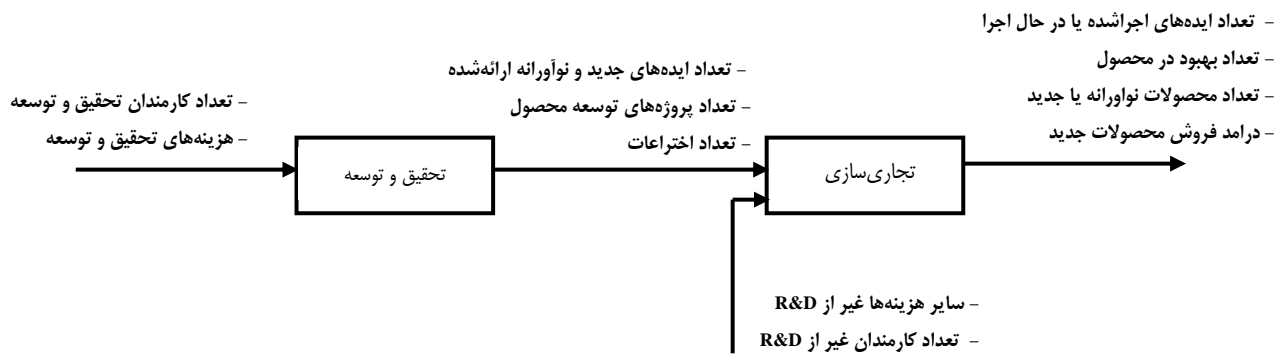 - تعداد ایده‌های اجراشده یا در حال اجرا
- تعداد بهبود در محصول
- تعداد محصولات نواورانه یا جدید
- درامد فروش محصولات جدید
- تعداد ایده‌های جدید و نوآورانه ارائه‌شده
- تعداد پروژه‌های توسعه محصول
- تعداد اختراعات
- تعداد کارمندان تحقیق و توسعه
- هزینه‌های تحقیق و توسعه
تحقیق و توسعه
تجاری‌سازی
- سایر هزینه‌ها غیر از R&D
- تعداد کارمندان غیر از R&D